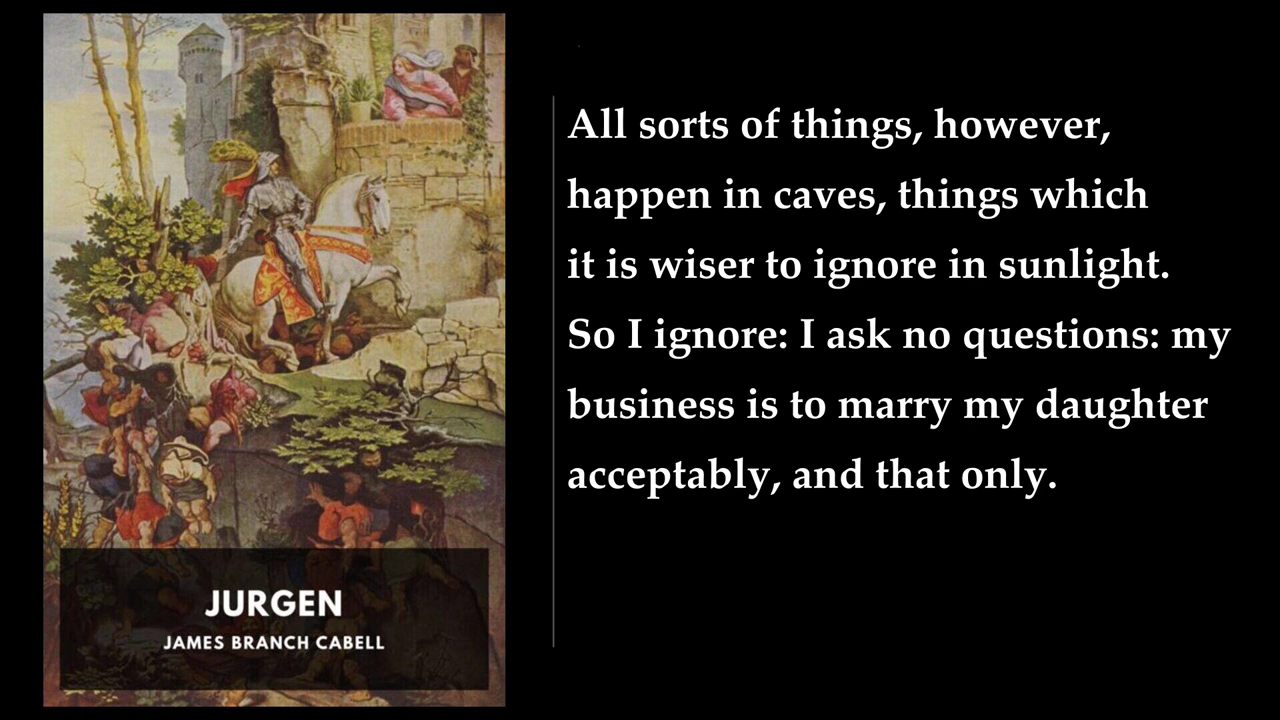 JURGEN
JAMES BRANCH CABELL
All sorts of things, however,
happen in caves, things which
it is wiser to ignore in sunlight.
So I ignore: I ask no questions: my
business is to marry my daughter
acceptably, and that only.